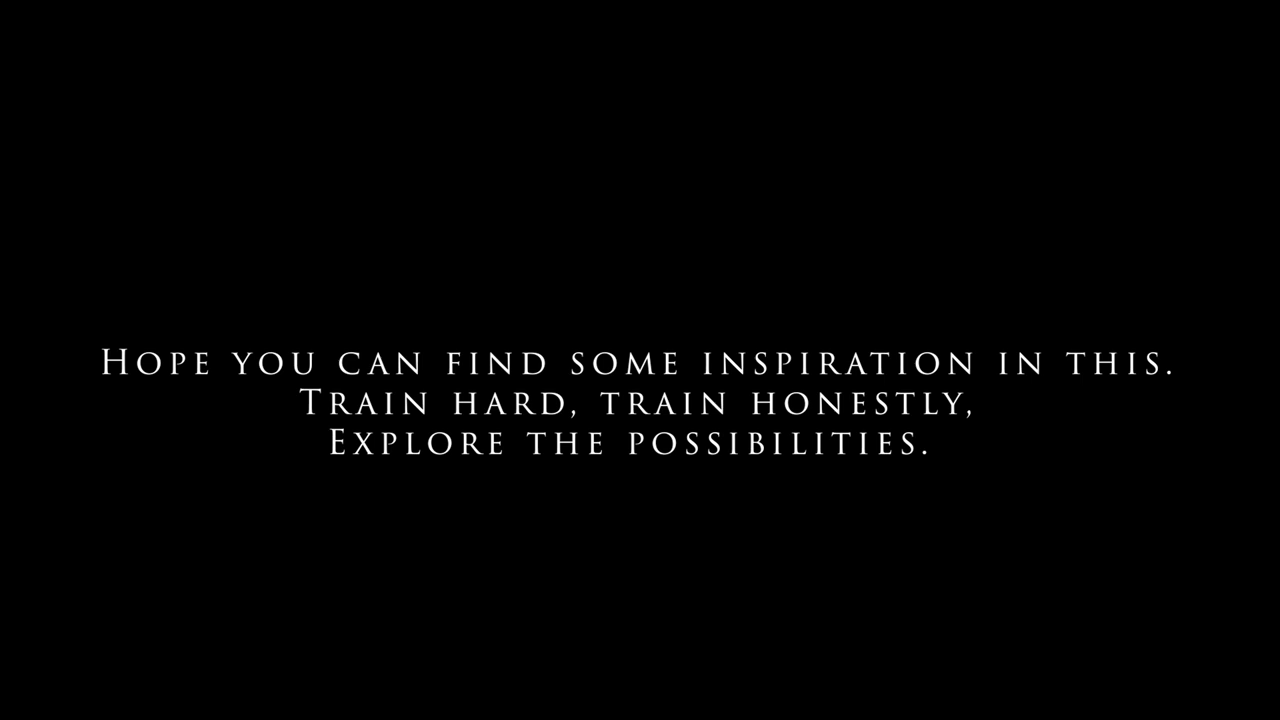 Hope you can find some inspiration in this.
Train hard, train honestly,
Explore the possibilities.